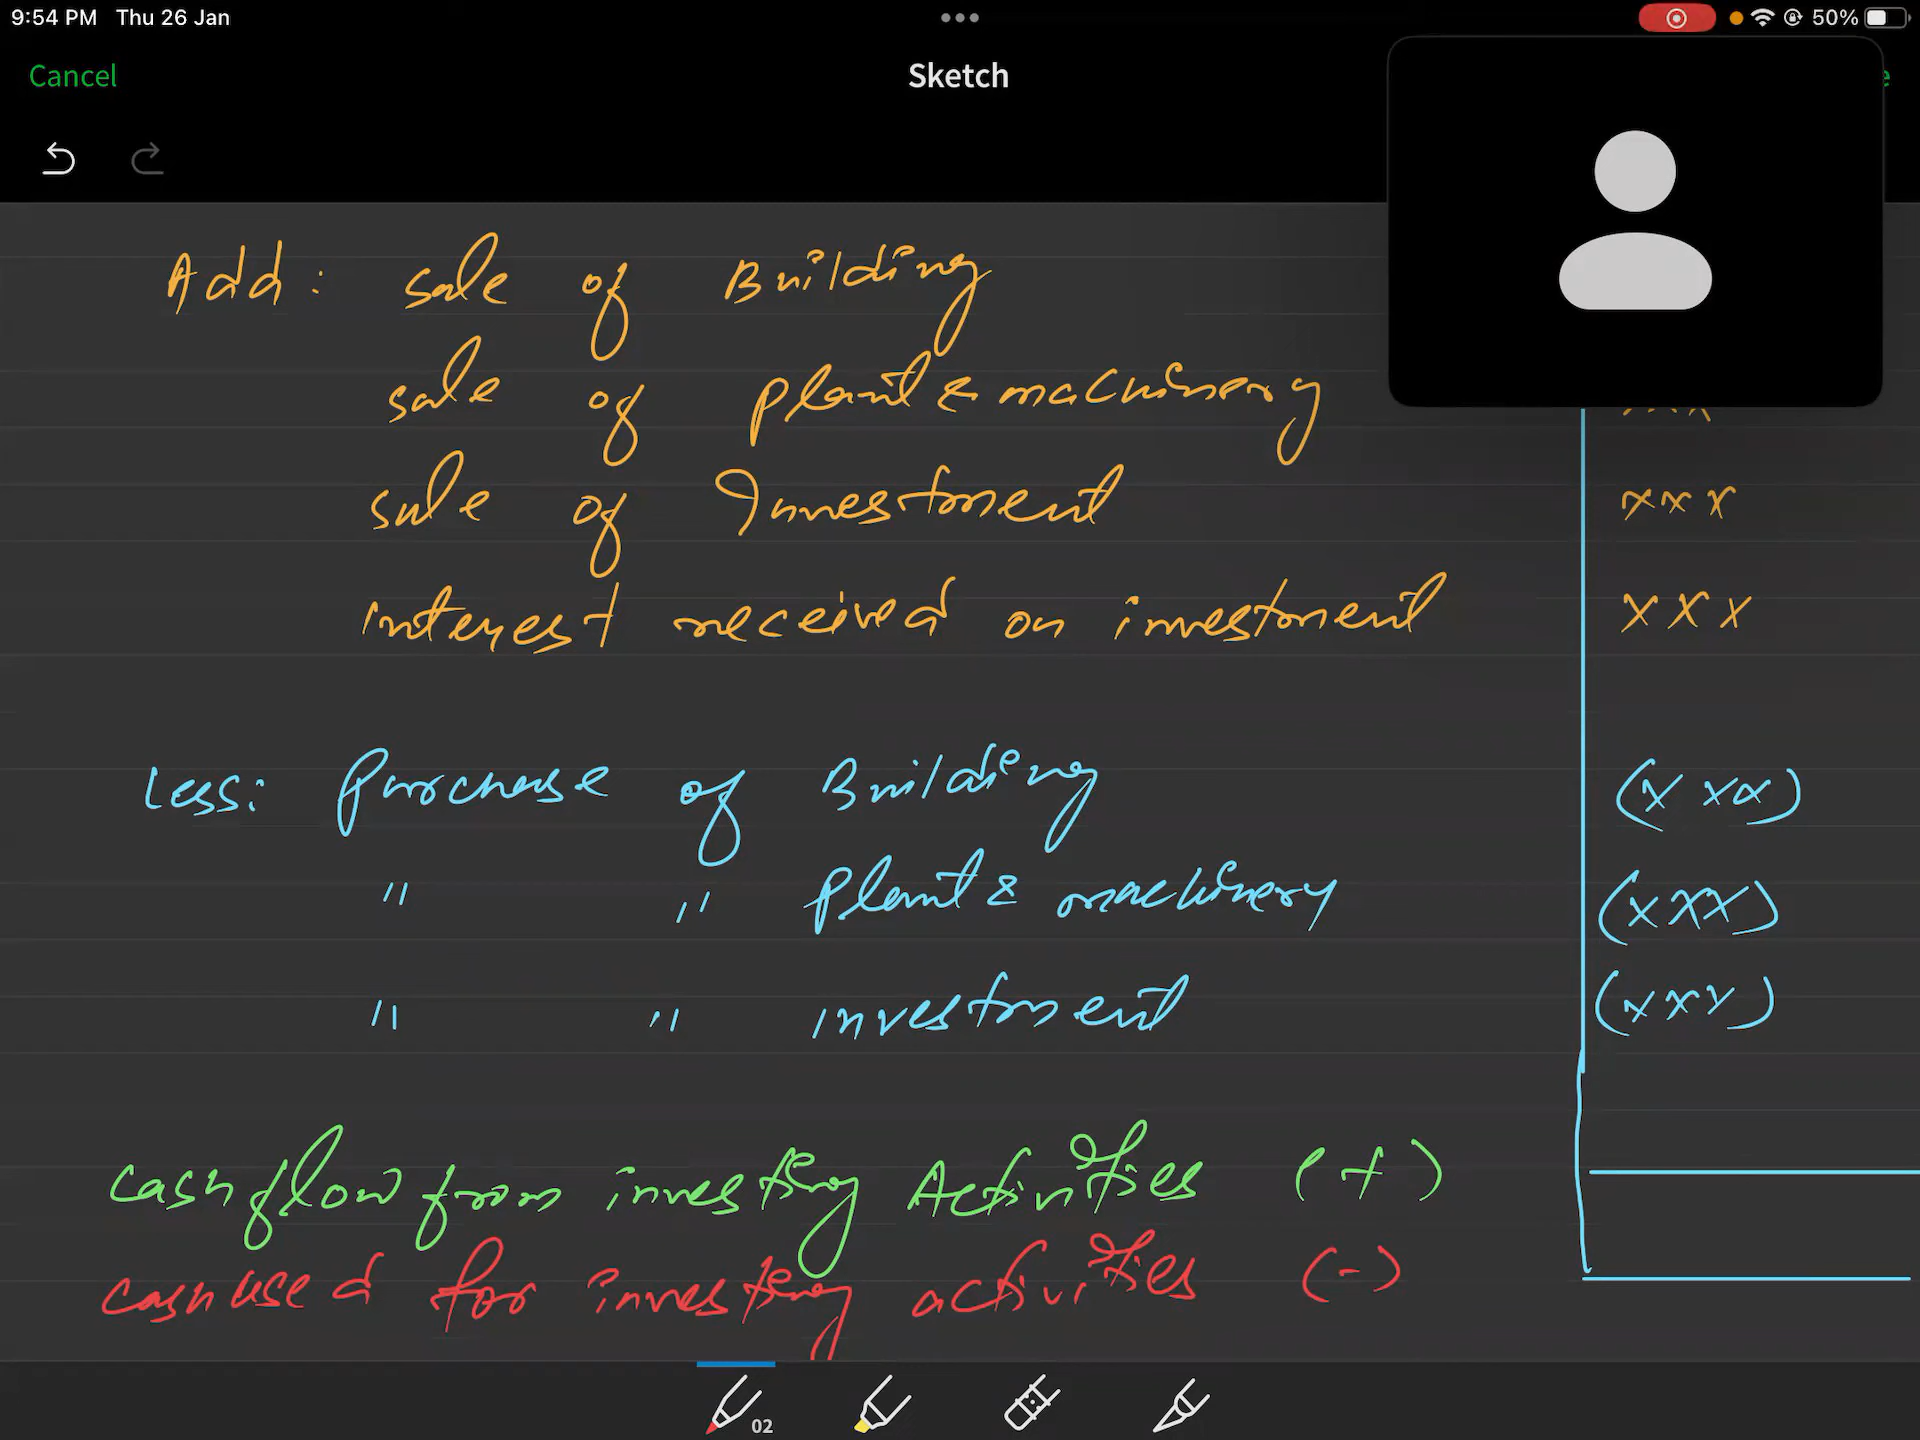 9:54 PM Thu 26 Jan 50%
Cancel Sketch
Add: sale of Building
sale of plant & machinery
sale of Investment xxx
interest received on investment xxx
Less: Purchase of Building (xxx)
" " Plant & machinery (xxx)
" " investment (xxx)
cash flow from investing Activities (+)
cash used for investing activities (-)
02